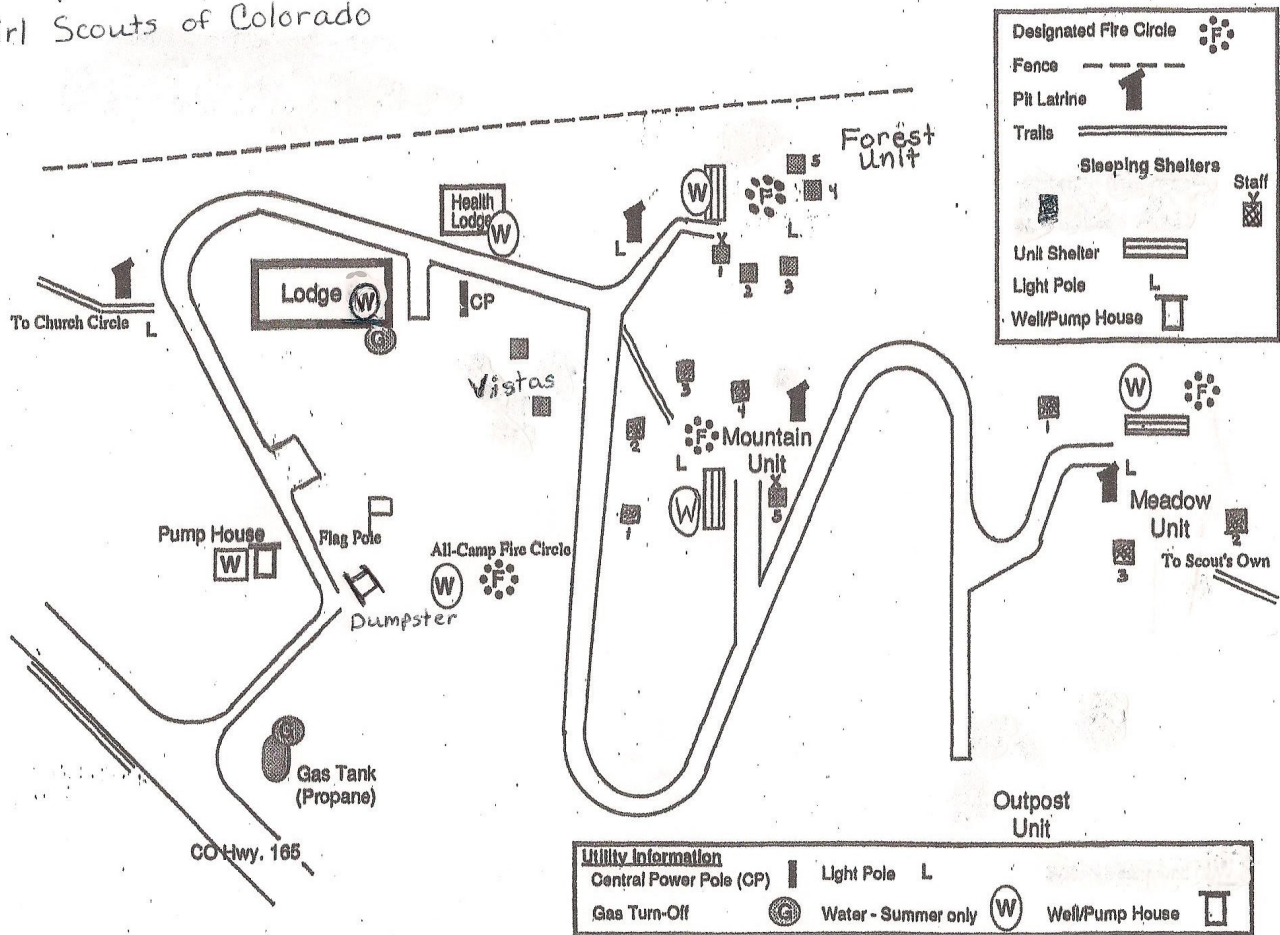 rl Scouts of Colorado
Designated Fire Circle F
Fence
Pit Latrine
Trails
Sleeping Shelters
Staff
X
Unit Shelter
Light Pole L
Well/Pump House
Forest
Unit
5
4
W
F
L
L
X
1
2
3
Health
Lodge
W
Lodge W
G
CP
To Church Circle
L
Vistas
3
4
2
F
Mountain
Unit
L
W
X
5
1
1
W
F
L
Meadow
Unit
2
3
To Scout's Own
Pump House
W
Flag Pole
All-Camp Fire Circle
W
F
Dumpster
G
Gas Tank
(Propane)
CO Hwy. 165
Outpost
Unit
Utility Information
Central Power Pole (CP) Light Pole L
Gas Turn-Off G Water - Summer only W Well/Pump House